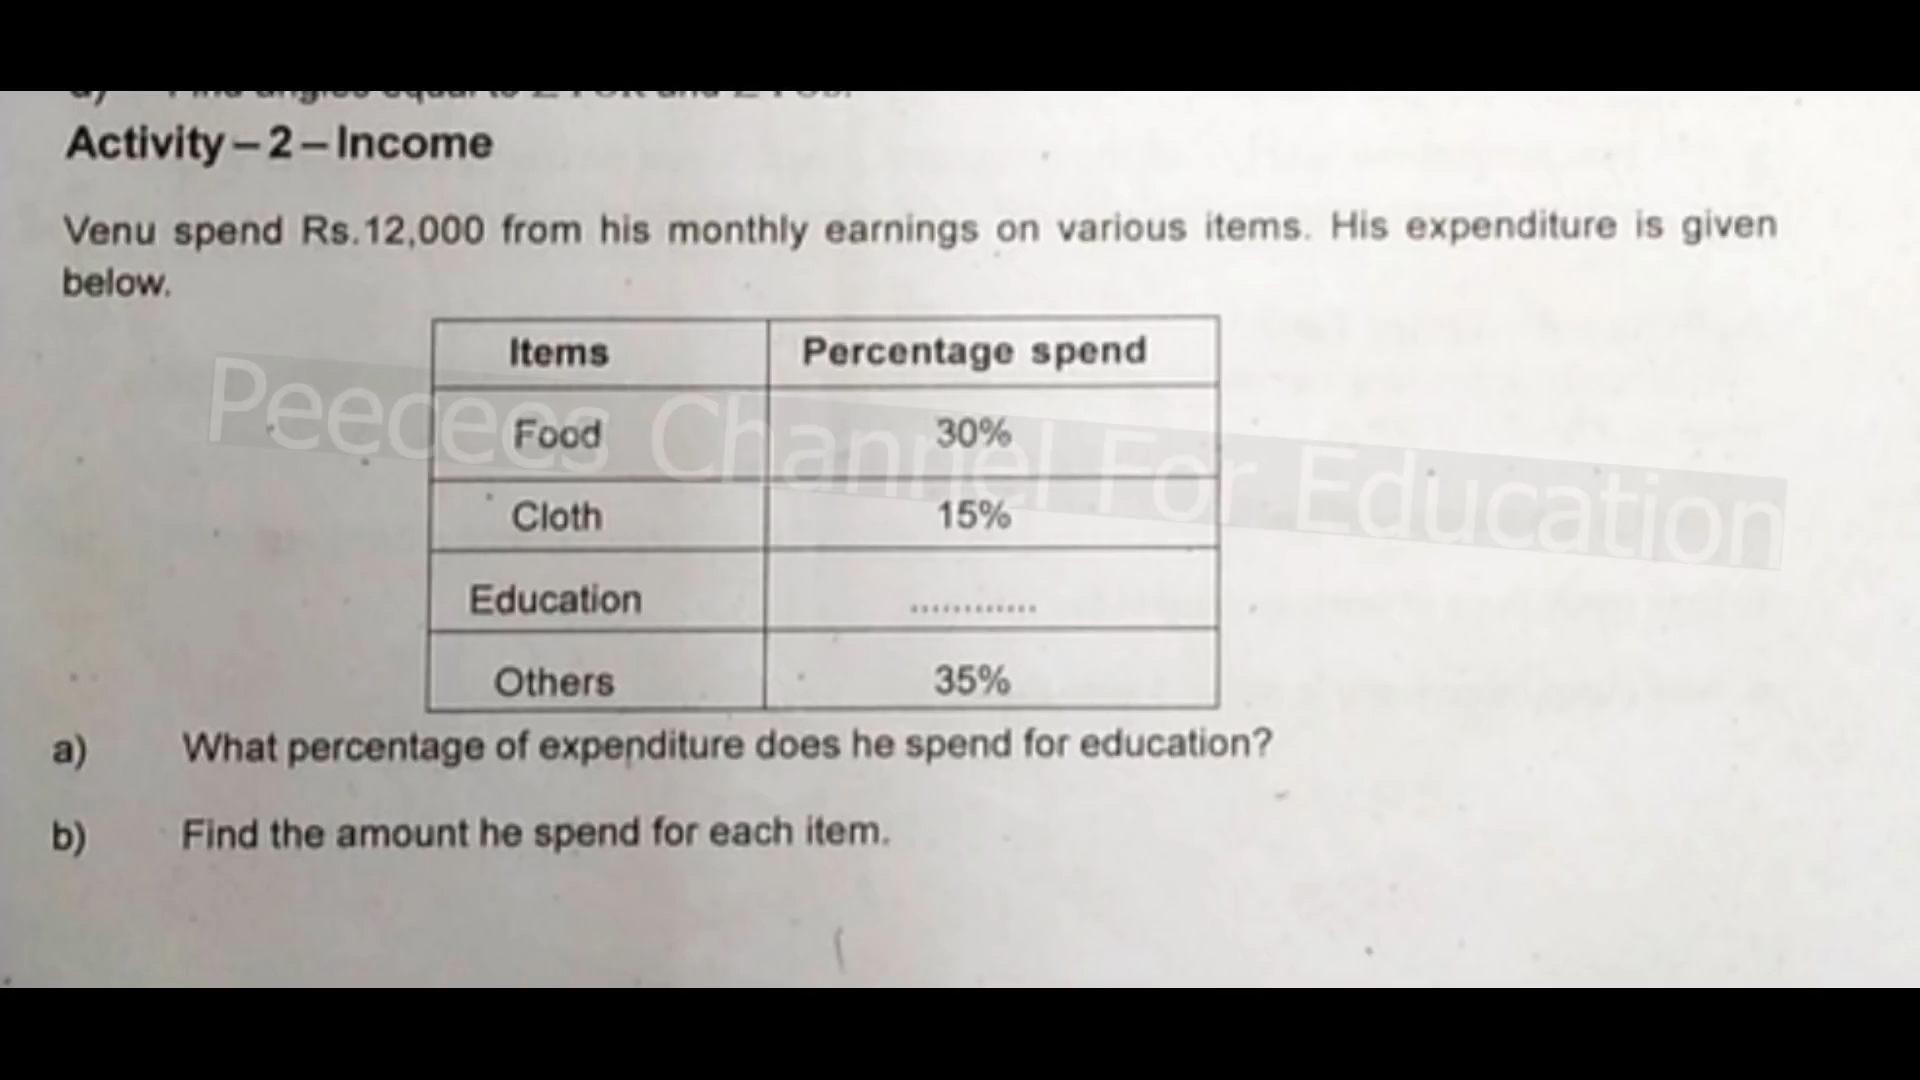 Activity – 2 – Income
Venu spend Rs.12,000 from his monthly earnings on various items. His expenditure is given
below.
Items Percentage spend
Food 30%
Cloth 15%
Education ............
Others 35%
Peecees Channel For Education
a) What percentage of expenditure does he spend for education?
b) Find the amount he spend for each item.